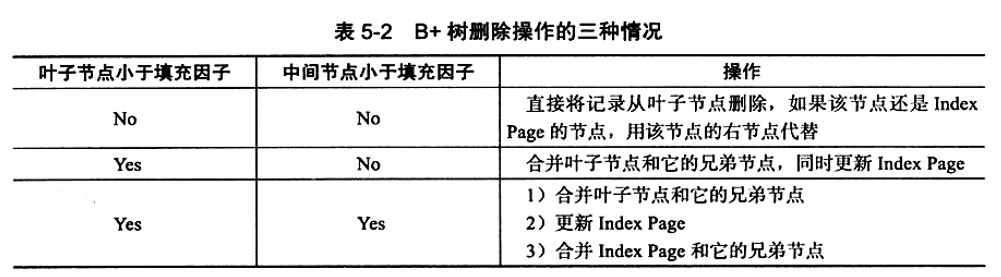 表 5-2 B+ 树删除操作的三种情况
叶子节点小于填充因子 中间节点小于填充因子 操作
No No 直接将记录从叶子节点删除，如果该节点还是 Index
Page 的节点，用该节点的右节点代替
Yes No 合并叶子节点和它的兄弟节点，同时更新 Index Page
1）合并叶子节点和它的兄弟节点
Yes Yes 2）更新 Index Page
3）合并 Index Page 和它的兄弟节点